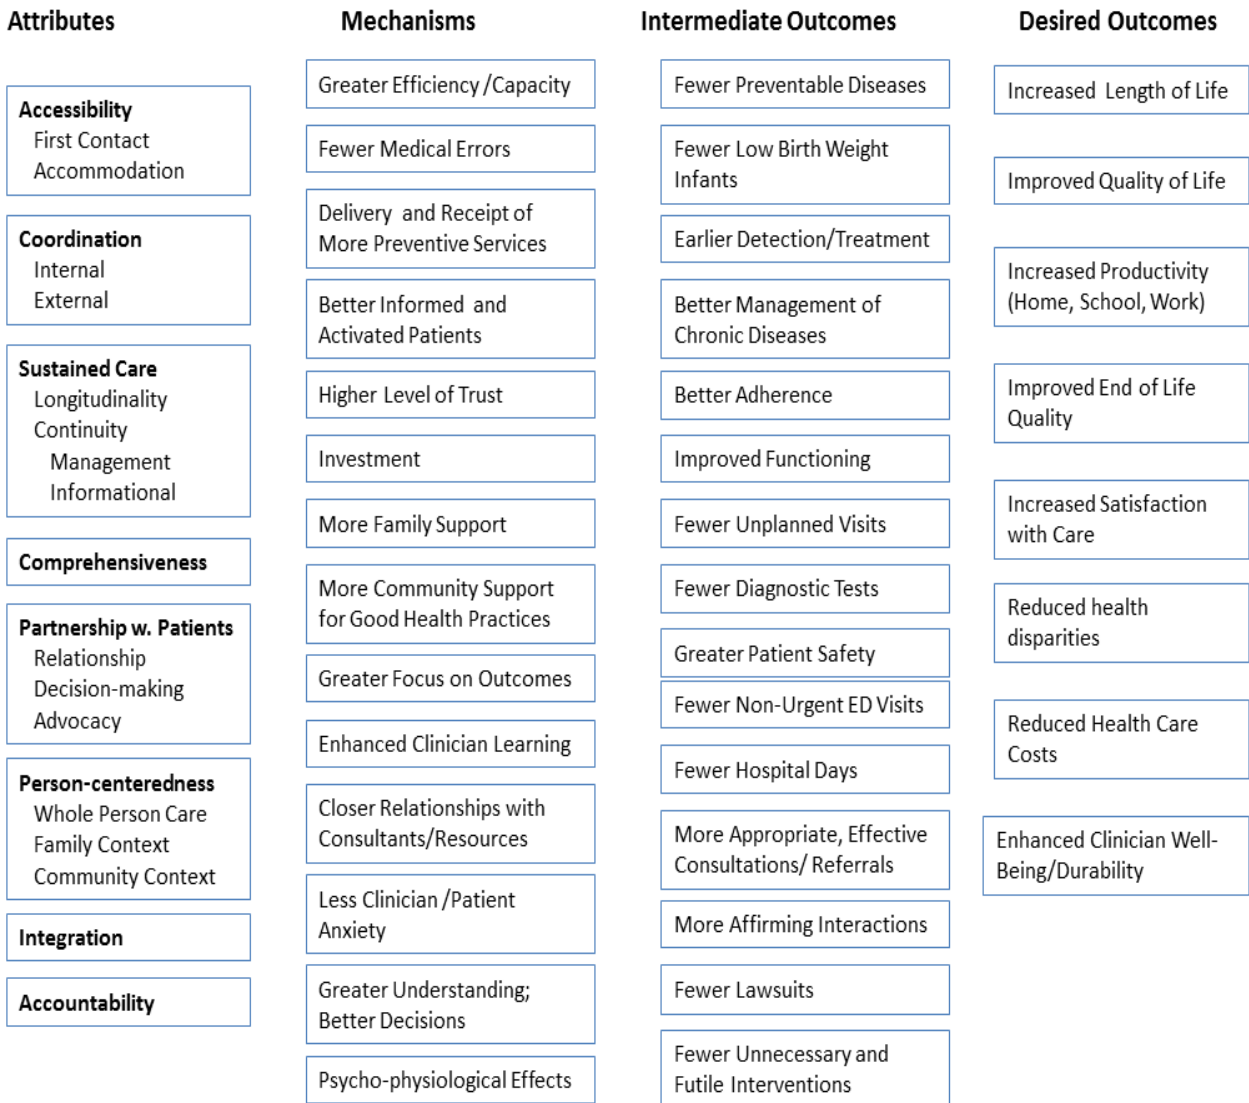 Attributes
Accessibility
First Contact
Accommodation
Coordination
Internal
External
Sustained Care
Longitudinality
Continuity
Management
Informational
Comprehensiveness
Partnership w. Patients
Relationship
Decision-making
Advocacy
Person-centeredness
Whole Person Care
Family Context
Community Context
Integration
Accountability
Mechanisms
Greater Efficiency /Capacity
Fewer Medical Errors
Delivery and Receipt of
More Preventive Services
Better Informed and
Activated Patients
Higher Level of Trust
Investment
More Family Support
More Community Support
for Good Health Practices
Greater Focus on Outcomes
Enhanced Clinician Learning
Closer Relationships with
Consultants/Resources
Less Clinician /Patient
Anxiety
Greater Understanding;
Better Decisions
Psycho-physiological Effects
Intermediate Outcomes
Fewer Preventable Diseases
Fewer Low Birth Weight
Infants
Earlier Detection/Treatment
Better Management of
Chronic Diseases
Better Adherence
Improved Functioning
Fewer Unplanned Visits
Fewer Diagnostic Tests
Greater Patient Safety
Fewer Non-Urgent ED Visits
Fewer Hospital Days
More Appropriate, Effective
Consultations/ Referrals
More Affirming Interactions
Fewer Lawsuits
Fewer Unnecessary and
Futile Interventions
Desired Outcomes
Increased Length of Life
Improved Quality of Life
Increased Productivity
(Home, School, Work)
Improved End of Life
Quality
Increased Satisfaction
with Care
Reduced health
disparities
Reduced Health Care
Costs
Enhanced Clinician Well-
Being/Durability